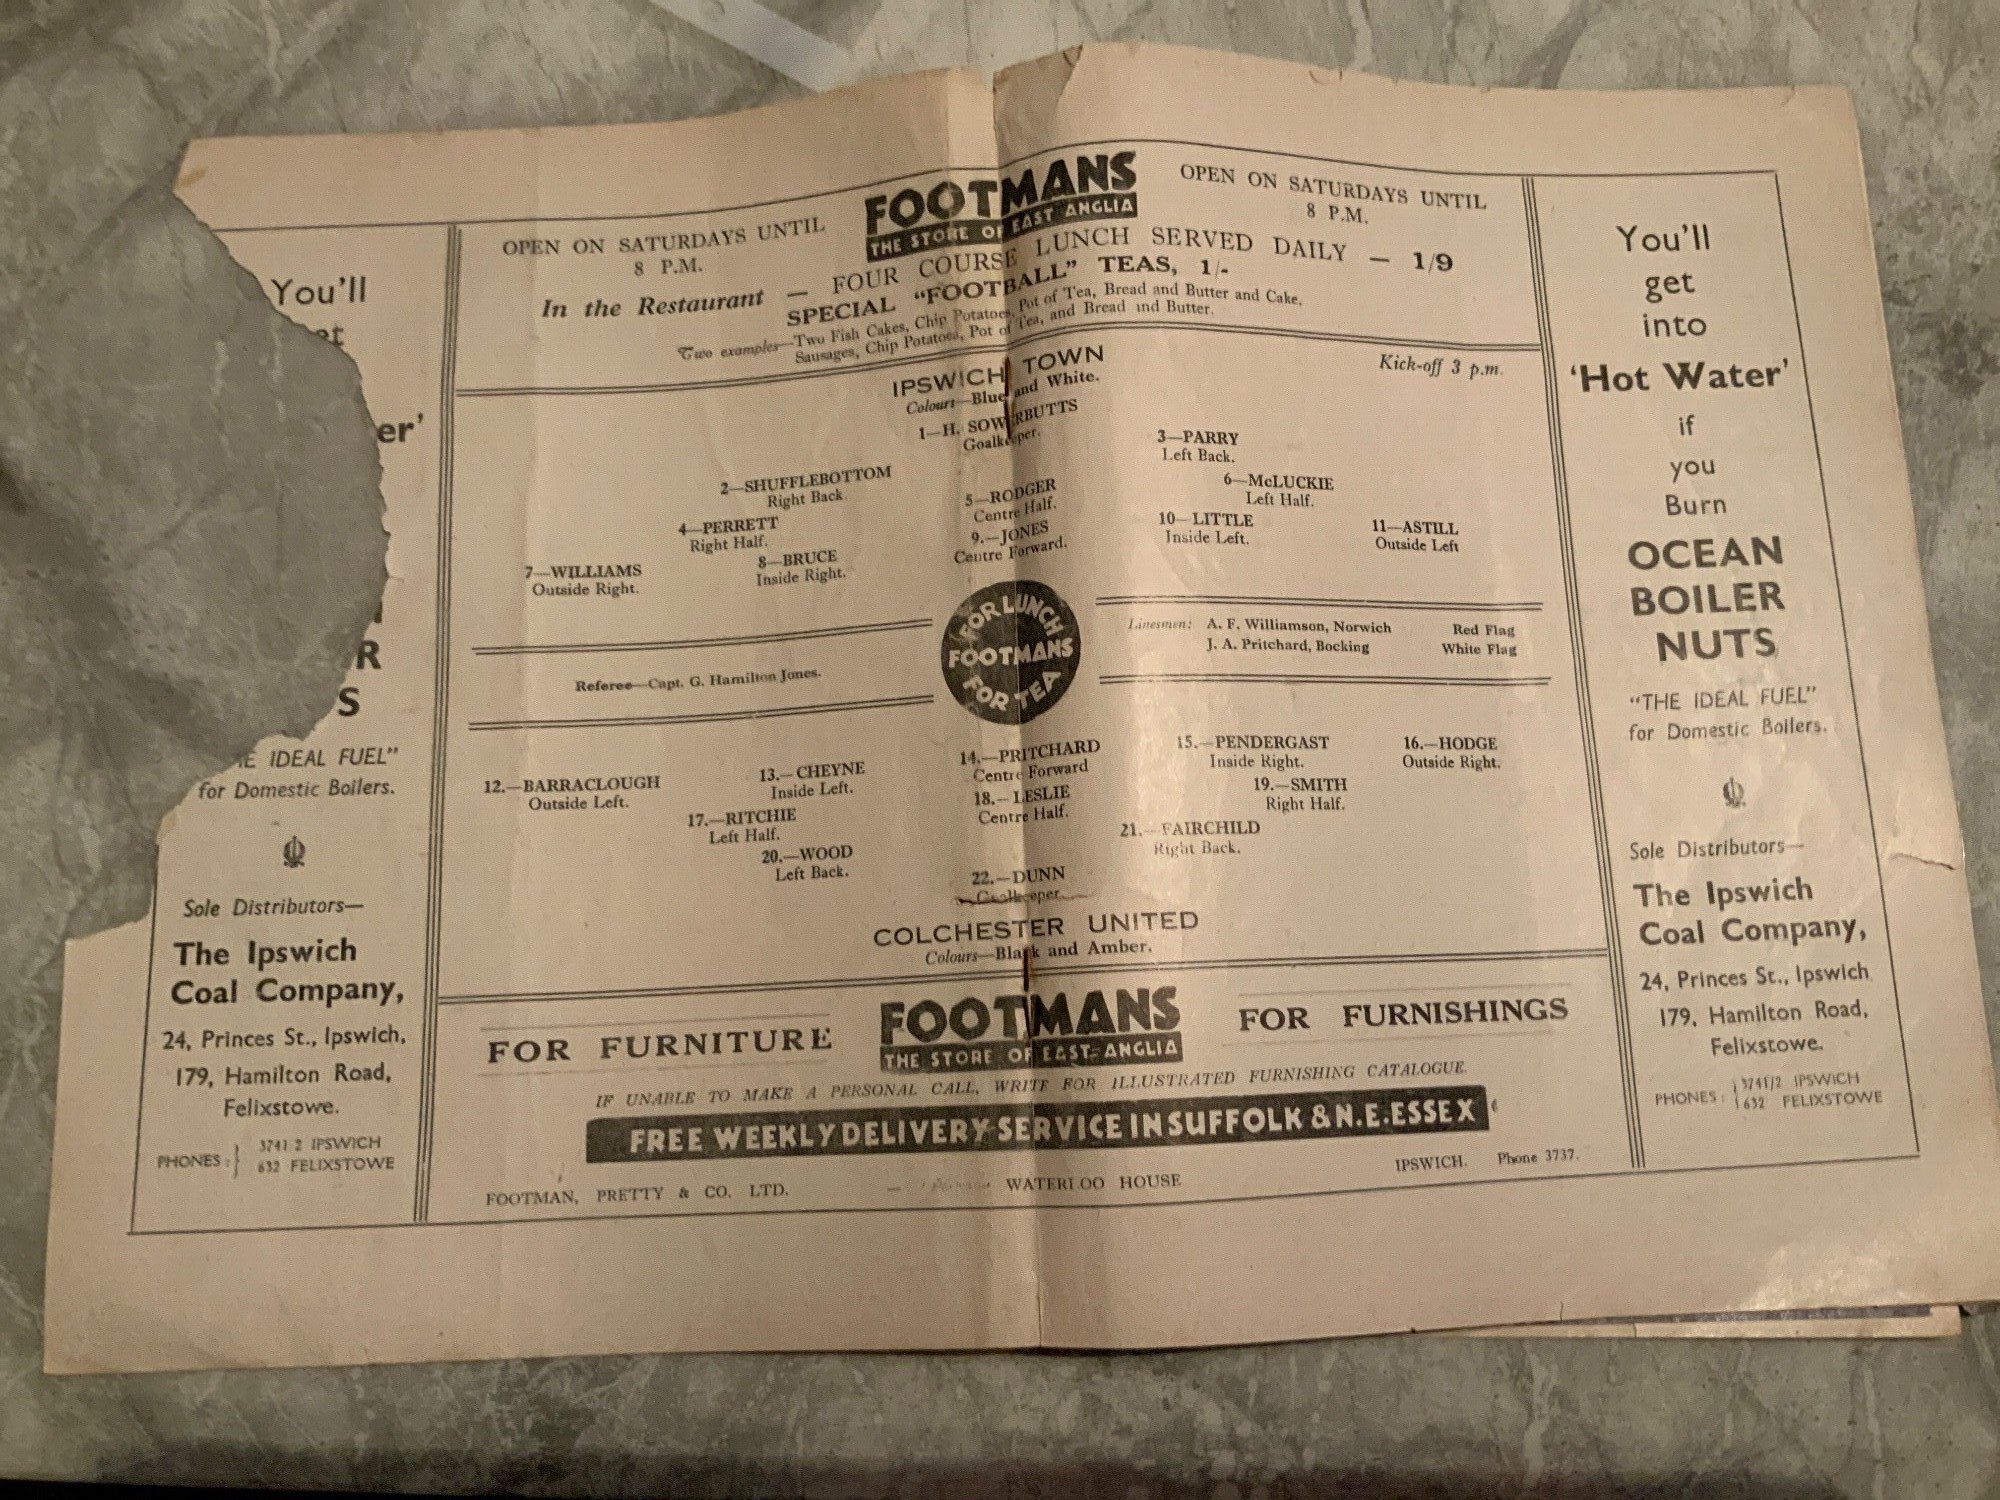 You'll
er'
R
S
IDEAL FUEL"
for Domestic Boilers.
Sole Distributors—
The Ipswich
Coal Company,
24, Princes St., Ipswich,
179, Hamilton Road,
Felixstowe.
PHONES: 3741/2 IPSWICH
632 FELIXSTOWE
FOOTMANS
THE STORE OF EAST ANGLIA
OPEN ON SATURDAYS UNTIL
8 P.M.
OPEN ON SATURDAYS UNTIL
8 P.M.
In the Restaurant — FOUR COURSE LUNCH SERVED DAILY — 1/9
SPECIAL "FOOTBALL" TEAS, 1/-
Two examples—Two Fish Cakes, Chip Potatoes, Pot of Tea, Bread and Butter and Cake.
Sausages, Chip Potatoes, Pot of Tea, and Bread and Butter.
IPSWICH TOWN
Kick-off 3 p.m.
Colours—Blue and White.
1—H. SOWERBUTTS
Goalkeeper.
2—SHUFFLEBOTTOM
Right Back.
3—PARRY
Left Back.
4—PERRETT
Right Half.
5—RODGER
Centre Half.
6—McLUCKIE
Left Half.
7—WILLIAMS
Outside Right.
8—BRUCE
Inside Right.
9.—JONES
Centre Forward.
10—LITTLE
Inside Left.
11—ASTILL
Outside Left
FOR LUNCH
FOOTMANS
FOR TEA
Referee—Capt. G. Hamilton Jones.
Linesmen: A. F. Williamson, Norwich Red Flag
J. A. Pritchard, Bocking White Flag
12.—BARRACLOUGH
Outside Left.
13.—CHEYNE
Inside Left.
14.—PRITCHARD
Centre Forward
15.—PENDERGAST
Inside Right.
16.—HODGE
Outside Right.
17.—RITCHIE
Left Half.
18.—LESLIE
Centre Half.
19.—SMITH
Right Half.
20.—WOOD
Left Back.
21.—FAIRCHILD
Right Back.
22.—DUNN
Goalkeeper.
COLCHESTER UNITED
Colours—Black and Amber.
FOR FURNITURE
FOOTMANS
THE STORE OF EAST-ANGLIA
FOR FURNISHINGS
IF UNABLE TO MAKE A PERSONAL CALL, WRITE FOR ILLUSTRATED FURNISHING CATALOGUE.
FREE WEEKLY DELIVERY SERVICE IN SUFFOLK & N.E. ESSEX
FOOTMAN, PRETTY & CO. LTD. — WATERLOO HOUSE IPSWICH. Phone 3737.
You'll
get
into
'Hot Water'
if
you
Burn
OCEAN
BOILER
NUTS
"THE IDEAL FUEL"
for Domestic Boilers.
Sole Distributors—
The Ipswich
Coal Company,
24, Princes St., Ipswich
179, Hamilton Road,
Felixstowe.
PHONES: 3741/2 IPSWICH
632 FELIXSTOWE